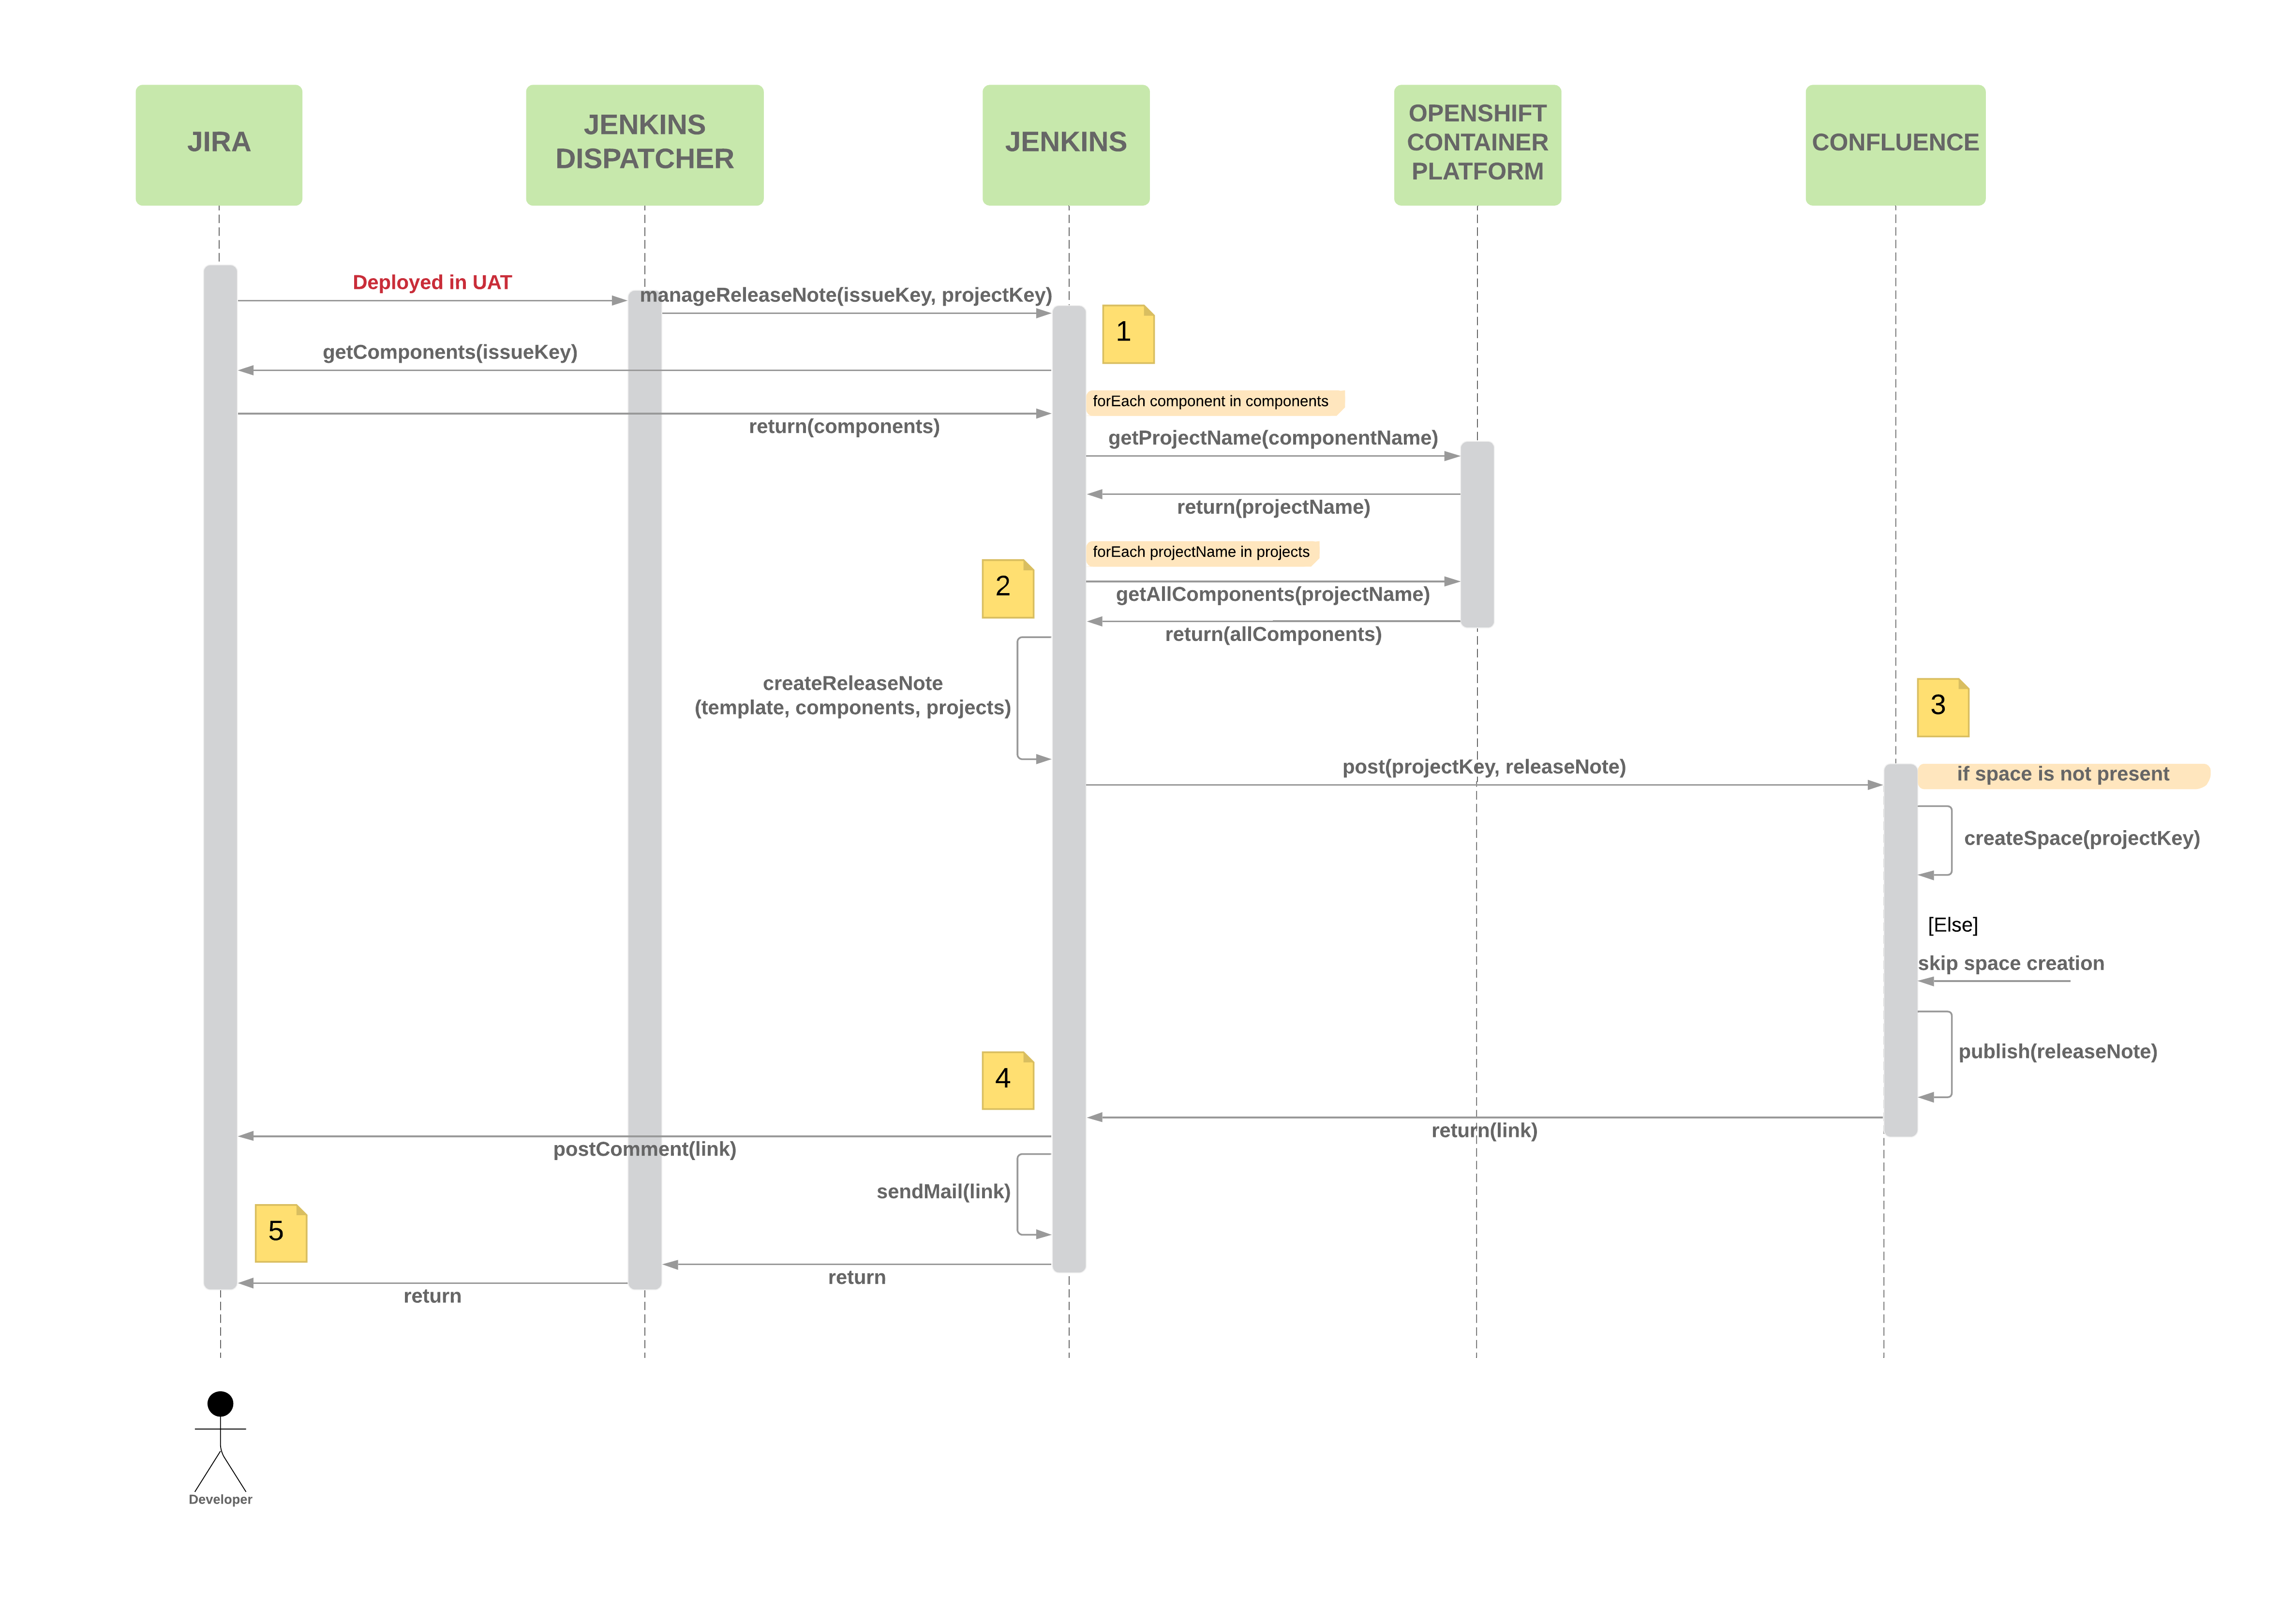 JIRA
JENKINS
DISPATCHER
JENKINS
OPENSHIFT
CONTAINER
PLATFORM
CONFLUENCE
Deployed in UAT
manageReleaseNote(issueKey, projectKey)
1
getComponents(issueKey)
forEach component in components
return(components)
getProjectName(componentName)
return(projectName)
forEach projectName in projects
2
getAllComponents(projectName)
return(allComponents)
createReleaseNote
(template, components, projects)
3
post(projectKey, releaseNote)
if space is not present
createSpace(projectKey)
[Else]
skip space creation
publish(releaseNote)
4
return(link)
postComment(link)
sendMail(link)
5
return
return
Developer